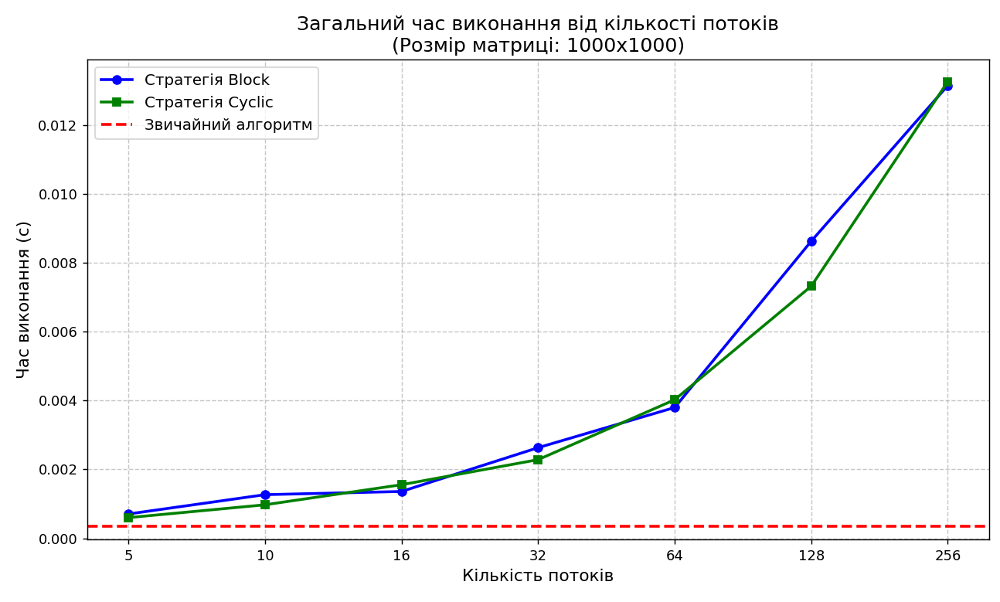 Загальний час виконання від кількості потоків
(Розмір матриці: 1000x1000)
Стратегія Block
Стратегія Cyclic
Звичайний алгоритм
Час виконання (с)
0.012
0.010
0.008
0.006
0.004
0.002
0.000
5 10 16 32 64 128 256
Кількість потоків